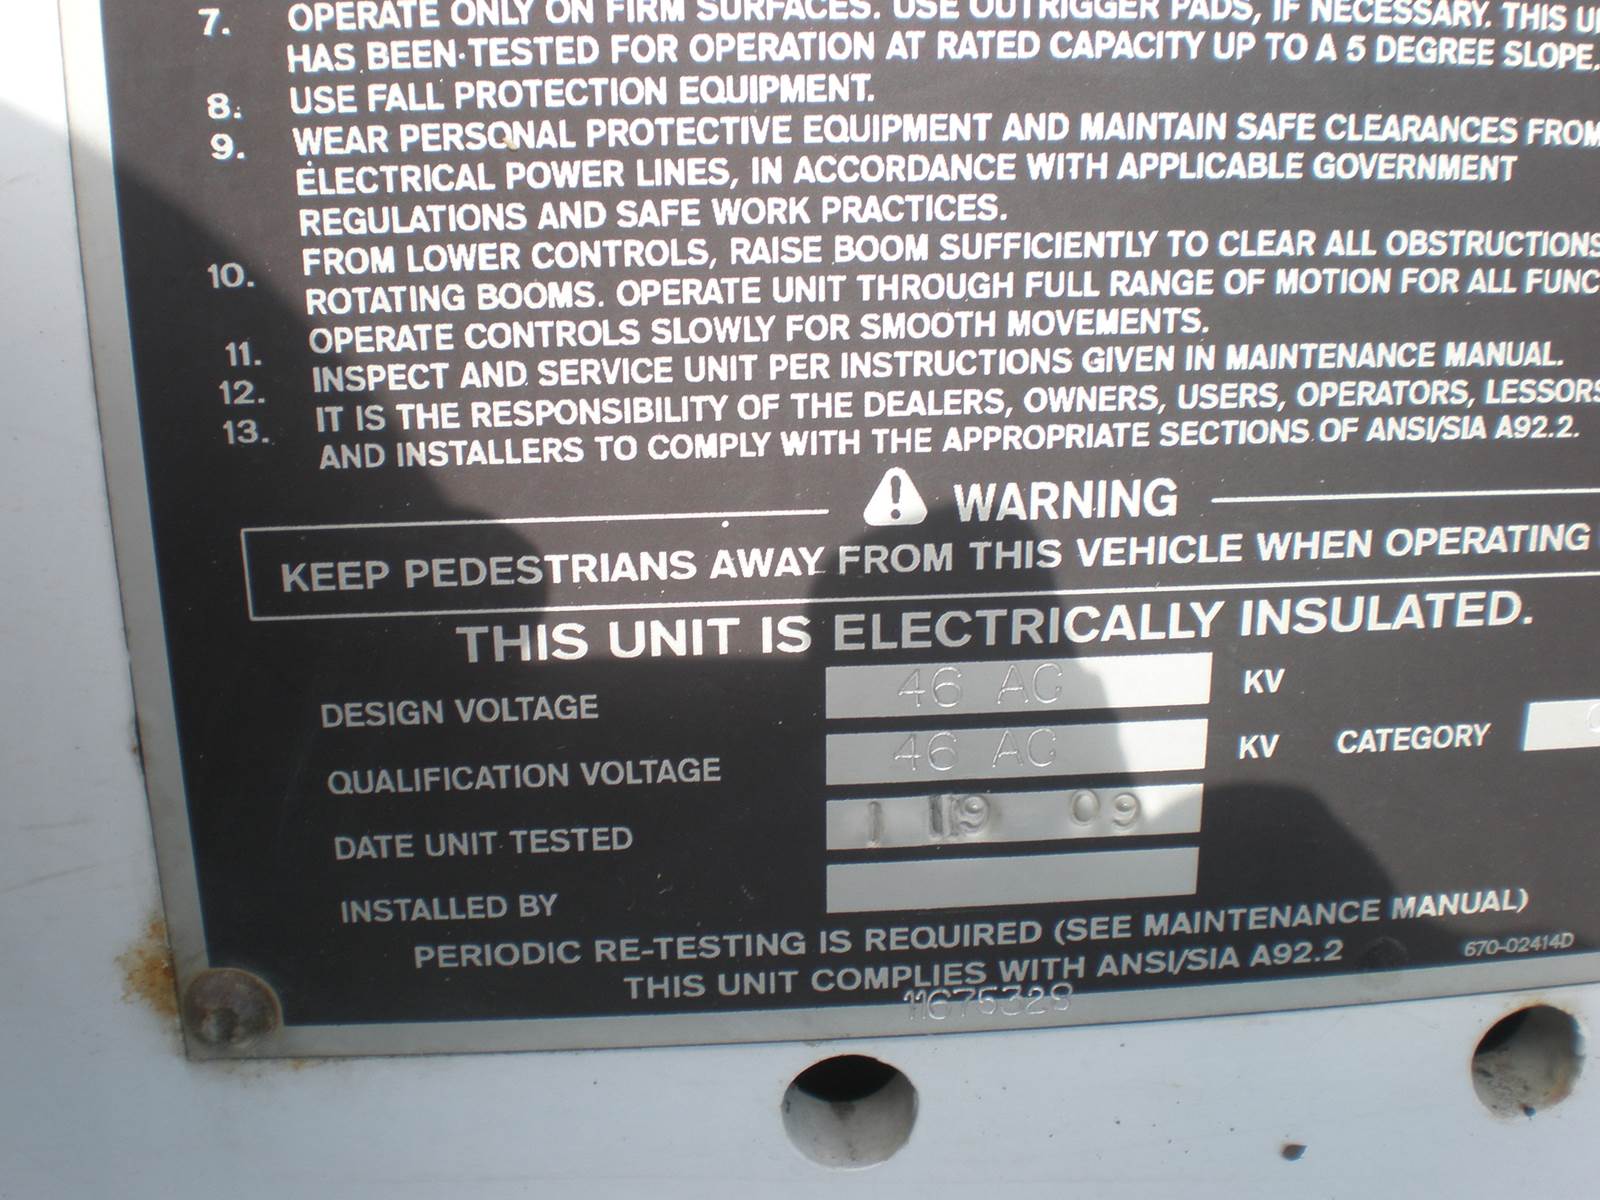 7. OPERATE ONLY ON FIRM SURFACES. USE OUTRIGGER PADS, IF NECESSARY. THIS
HAS BEEN TESTED FOR OPERATION AT RATED CAPACITY UP TO A 5 DEGREE SLOPE.
8. USE FALL PROTECTION EQUIPMENT.
9. WEAR PERSONAL PROTECTIVE EQUIPMENT AND MAINTAIN SAFE CLEARANCES FROM
ELECTRICAL POWER LINES, IN ACCORDANCE WITH APPLICABLE GOVERNMENT
REGULATIONS AND SAFE WORK PRACTICES.
10. FROM LOWER CONTROLS, RAISE BOOM SUFFICIENTLY TO CLEAR ALL OBSTRUCTIONS
ROTATING BOOMS. OPERATE UNIT THROUGH FULL RANGE OF MOTION FOR ALL FUNC
11. OPERATE CONTROLS SLOWLY FOR SMOOTH MOVEMENTS.
12. INSPECT AND SERVICE UNIT PER INSTRUCTIONS GIVEN IN MAINTENANCE MANUAL.
13. IT IS THE RESPONSIBILITY OF THE DEALERS, OWNERS, USERS, OPERATORS, LESSORS
AND INSTALLERS TO COMPLY WITH THE APPROPRIATE SECTIONS OF ANSI/SIA A92.2.
WARNING
KEEP PEDESTRIANS AWAY FROM THIS VEHICLE WHEN OPERATING
THIS UNIT IS ELECTRICALLY INSULATED.
DESIGN VOLTAGE 46 AC KV
QUALIFICATION VOLTAGE 46 AC KV CATEGORY
DATE UNIT TESTED 1 09
INSTALLED BY
PERIODIC RE-TESTING IS REQUIRED (SEE MAINTENANCE MANUAL)
THIS UNIT COMPLIES WITH ANSI/SIA A92.2 670-02414D
11675328